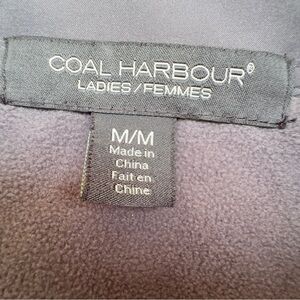 COAL HARBOUR®
LADIES/FEMMES
M/M
Made in
China
Fait en
Chine